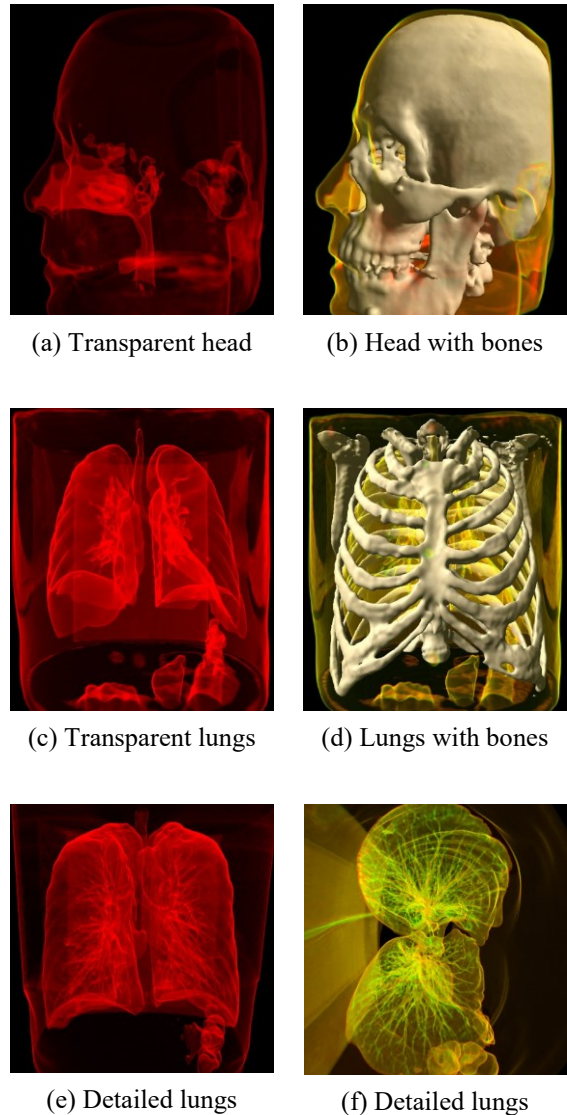 (a) Transparent head
(b) Head with bones
(c) Transparent lungs
(d) Lungs with bones
(e) Detailed lungs
(f) Detailed lungs